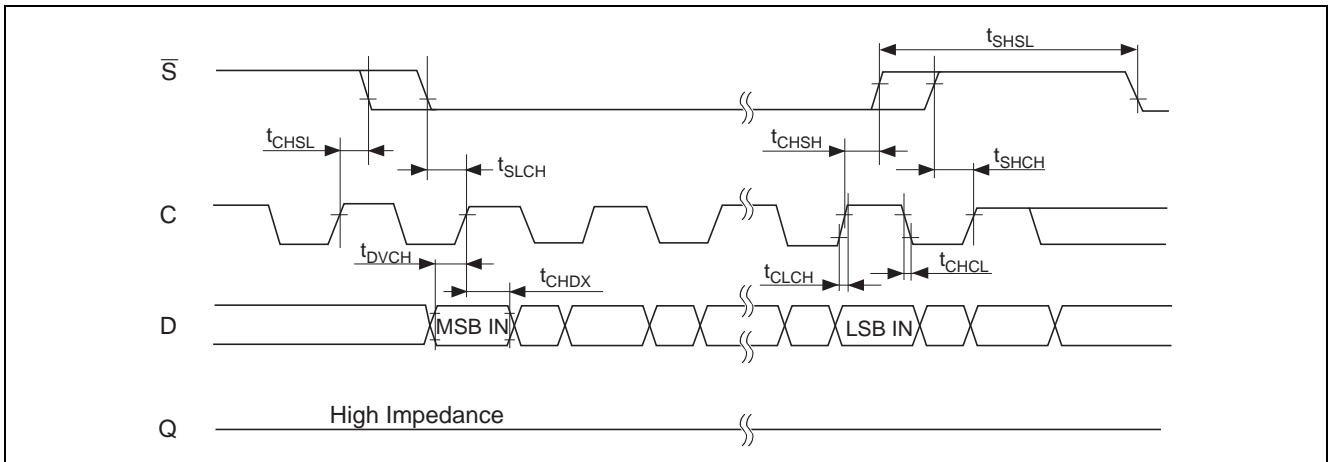 tSHSL
S̅
tCHSL
tSLCH
tCHSH
tSHCH
C
tDVCH
tCHDX
tCLCH
tCHCL
D
MSB IN
LSB IN
High Impedance
Q